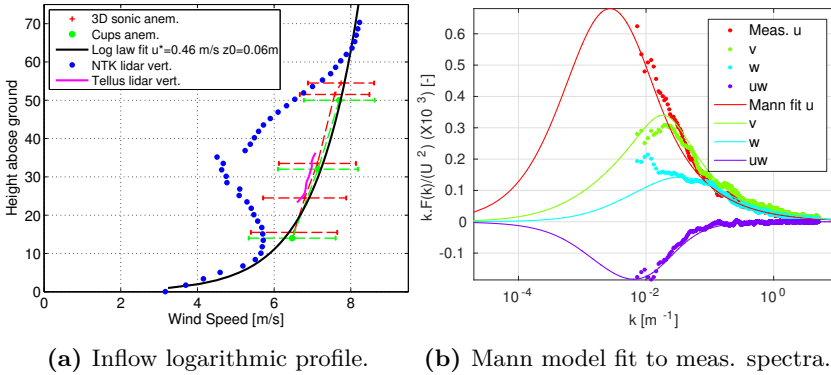 3D sonic anem.
Cups anem.
Log law fit u*=0.46 m/s z0=0.06m
NTK lidar vert.
Tellus lidar vert.
Height abose ground
0
10
20
30
40
50
60
70
0
2
4
6
8
Wind Speed [m/s]
(a) Inflow logarithmic profile.
Meas. u
v
w
uw
Mann fit u
v
w
uw
k.F(k)/(U^2) (X10^3) [-]
0.6
0.5
0.4
0.3
0.2
0.1
0
-0.1
10^-4
10^-2
10^0
k [m^-1]
(b) Mann model fit to meas. spectra.